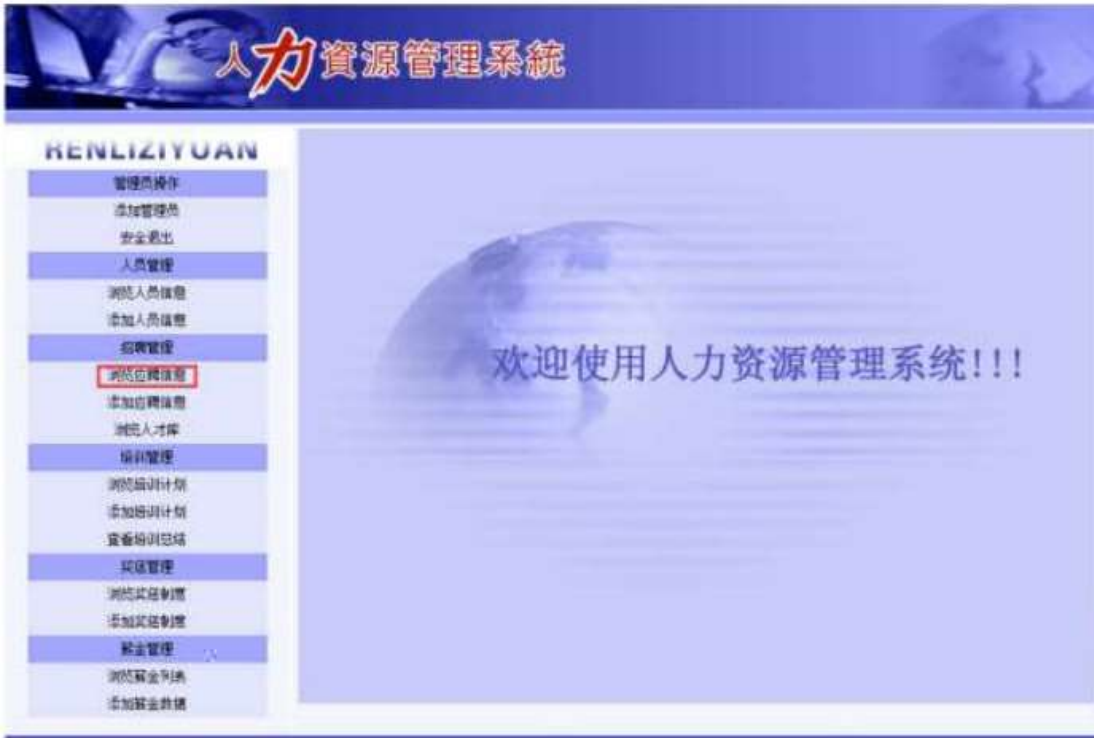 人力資源管理系統
RENLIZIYUAN
管理员操作
添加管理员
安全退出
人员管理
浏览人员信息
添加人员信息
招聘管理
浏览应聘信息
添加应聘信息
浏览人才库
培训管理
浏览培训计划
添加培训计划
查看培训总结
奖惩管理
浏览奖惩制度
添加奖惩制度
薪金管理
浏览薪金列表
添加薪金数据
欢迎使用人力资源管理系统!!!